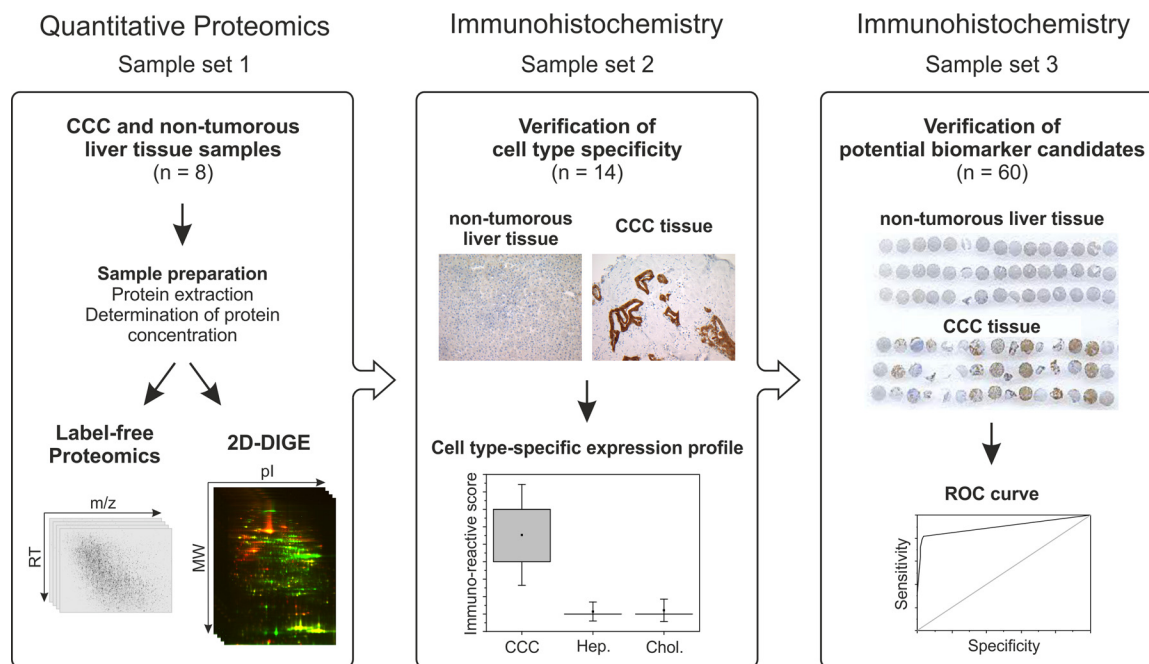 Quantitative Proteomics
Sample set 1
CCC and non-tumorous
liver tissue samples
(n = 8)
Sample preparation
Protein extraction
Determination of protein
concentration
Label-free
Proteomics
m/z
RT
2D-DIGE
pI
MW
Immunohistochemistry
Sample set 2
Verification of
cell type specificity
(n = 14)
non-tumorous
liver tissue
CCC tissue
Cell type-specific expression profile
Immuno-reactive score
CCC
Hep.
Chol.
Immunohistochemistry
Sample set 3
Verification of
potential biomarker candidates
(n = 60)
non-tumorous liver tissue
CCC tissue
ROC curve
Sensitivity
Specificity